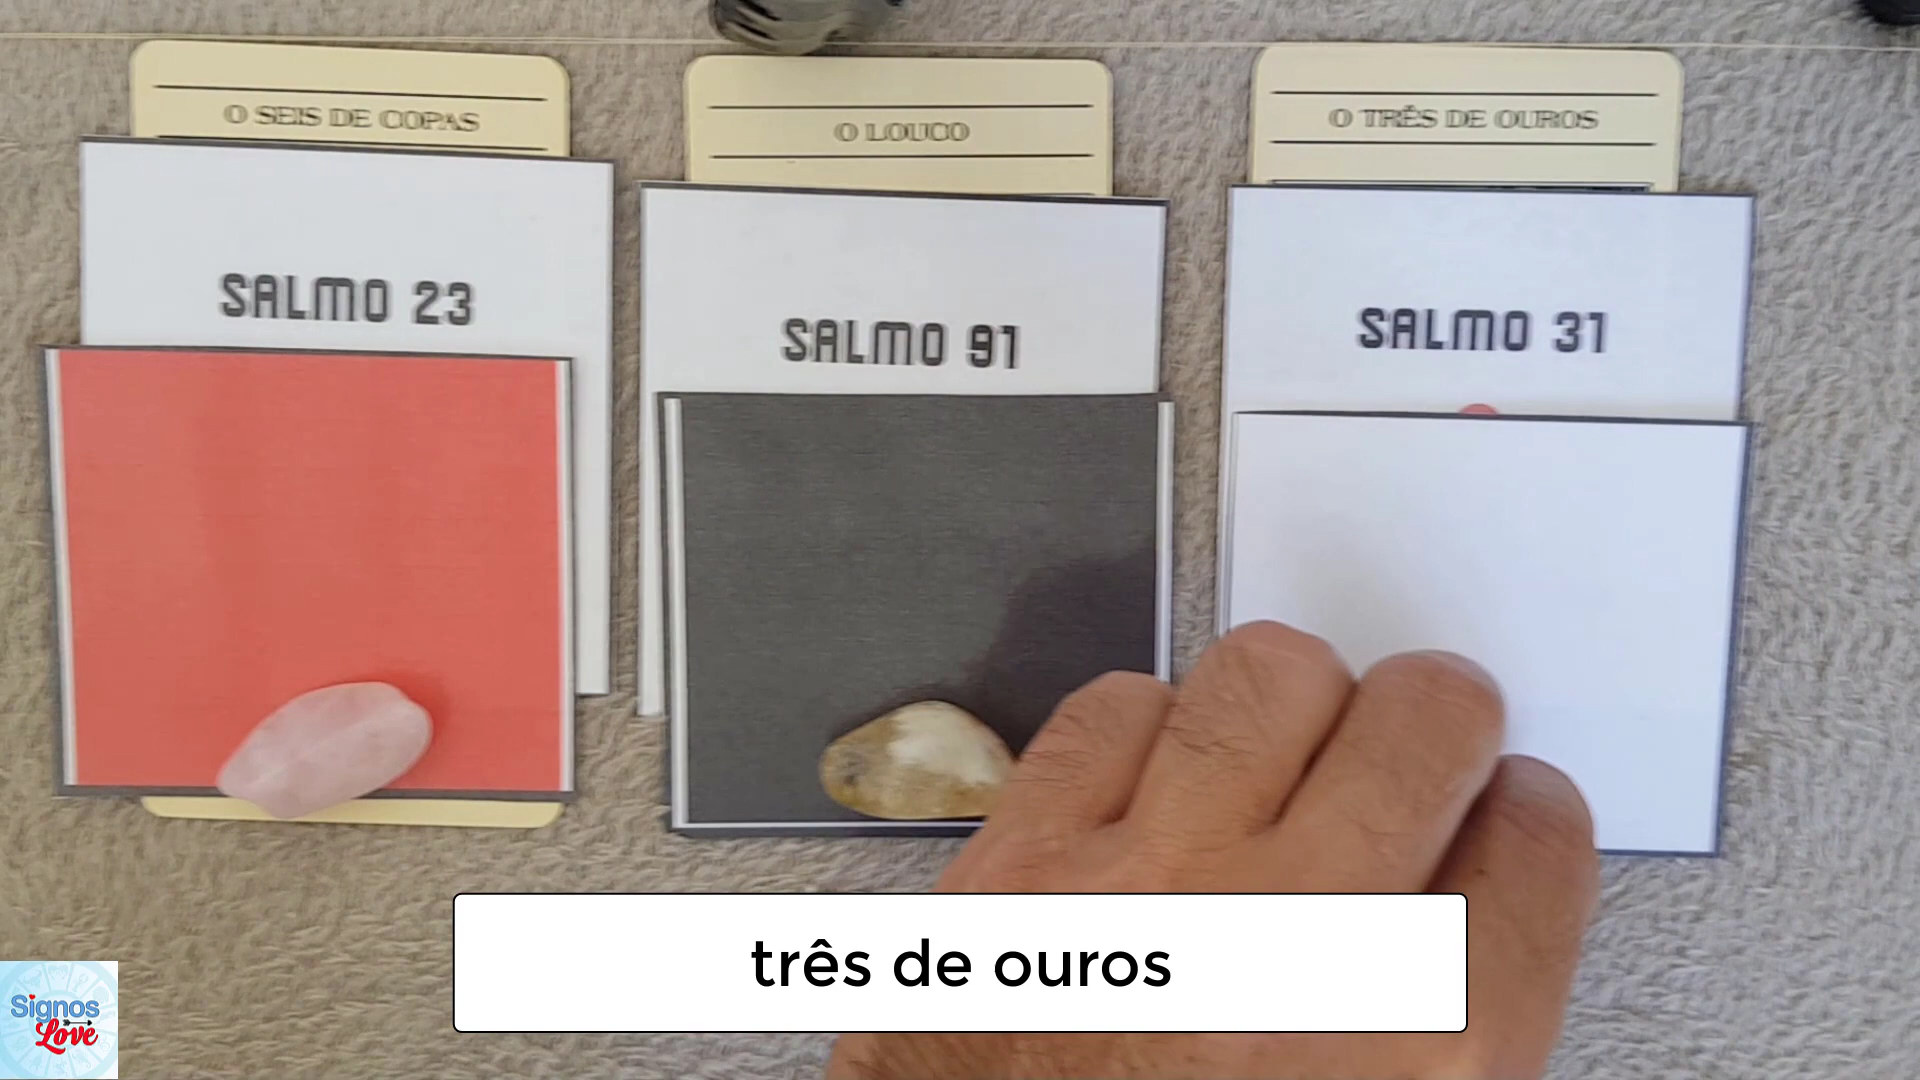 O SEIS DE COPAS
O LOUCO
O TRÊS DE OUROS
SALMO 23
SALMO 91
SALMO 31
três de ouros
Signos
Love